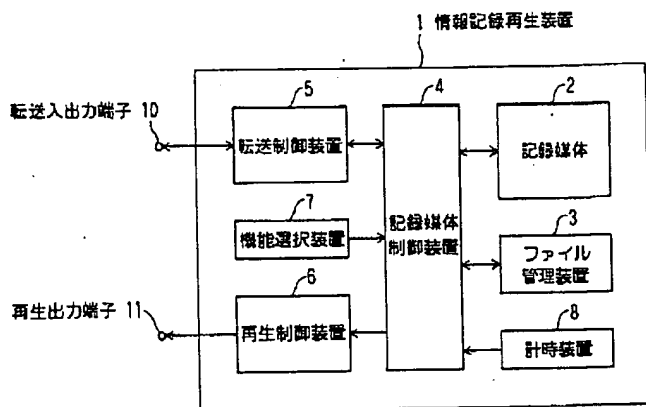 1 情報記録再生装置
転送入出力端子 10
5
転送制御装置
4
記録媒体
制御装置
2
記録媒体
7
機能選択装置
3
ファイル
管理装置
再生出力端子 11
6
再生制御装置
8
計時装置